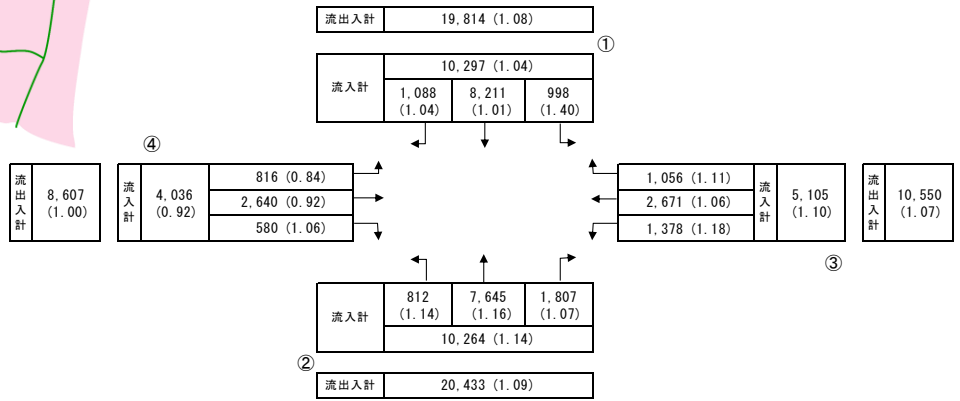 流出入計 19,814 (1.08)
①
流入計 10,297 (1.04)
1,088 8,211 998
(1.04) (1.01) (1.40)
④
流出入計 8,607 (1.00)
流入計 4,036 (0.92)
816 (0.84)
2,640 (0.92)
580 (1.06)
1,056 (1.11)
2,671 (1.06)
1,378 (1.18)
流入計 5,105 (1.10)
流出入計 10,550 (1.07)
③
流入計
812 7,645 1,807
(1.14) (1.16) (1.07)
10,264 (1.14)
②
流出入計 20,433 (1.09)